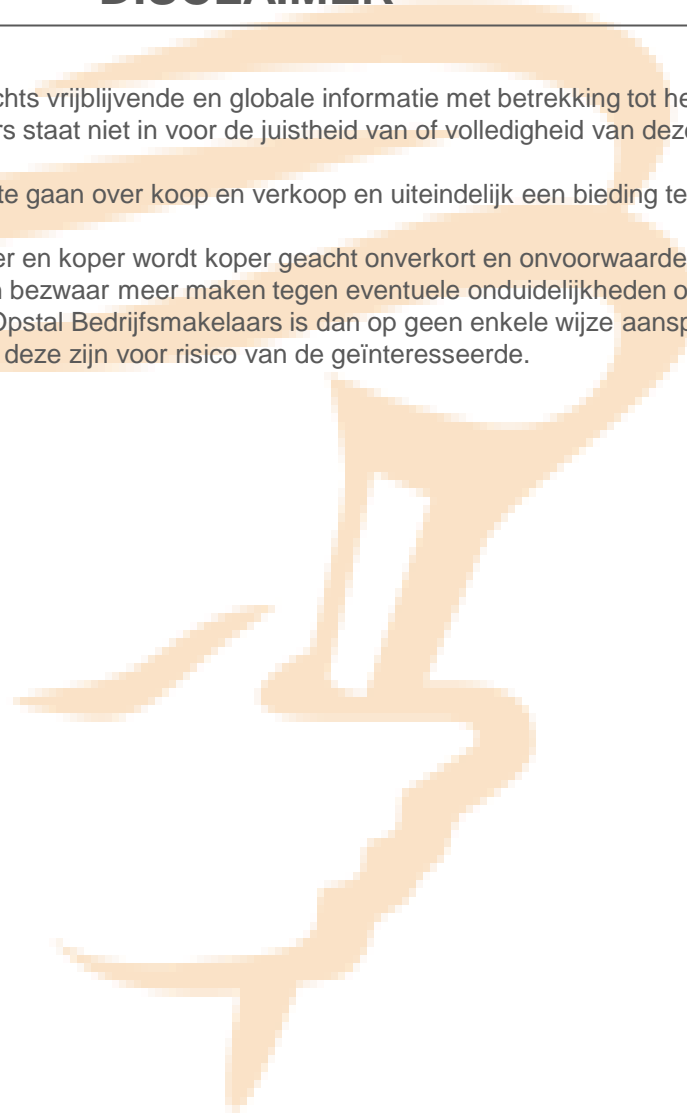 DISCLAIMER
chts vrijblijvende en globale informatie met betrekking tot he
rs staat niet in voor de juistheid van of volledigheid van deze
te gaan over koop en verkoop en uiteindelijk een bieding te
er en koper wordt koper geacht onverkort en onvoorwaarde
n bezwaar meer maken tegen eventuele onduidelijkheden o
Opstal Bedrijfsmakelaars is dan op geen enkele wijze aansp
deze zijn voor risico van de geïnteresseerde.